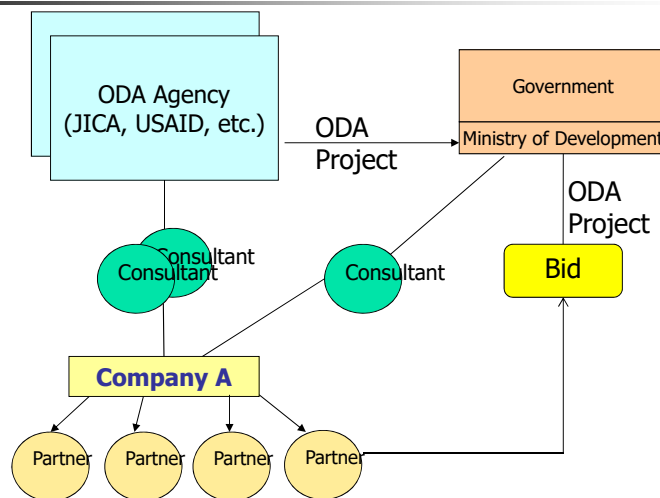 ODA Agency
(JICA, USAID, etc.)
Government
Ministry of Development
ODA
Project
ODA
Project
Consultant
Consultant
Consultant
Bid
Company A
Partner
Partner
Partner
Partner